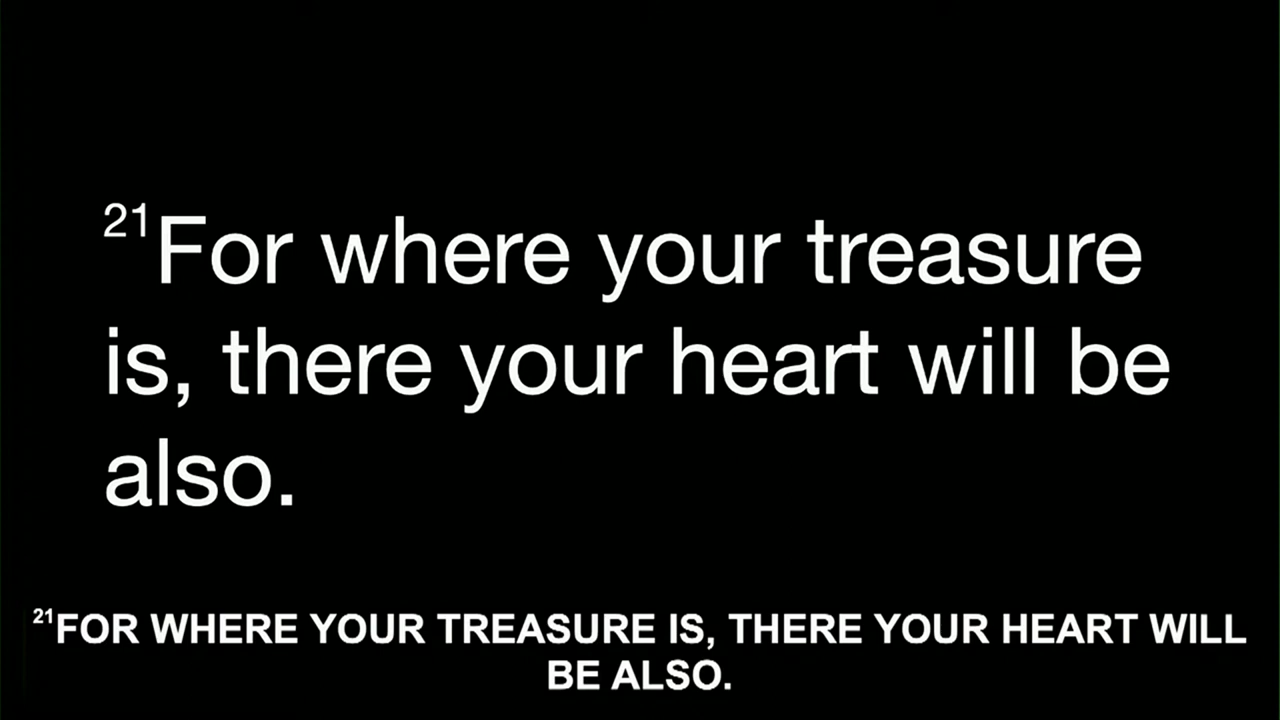 21For where your treasure
is, there your heart will be
also.
21FOR WHERE YOUR TREASURE IS, THERE YOUR HEART WILL
BE ALSO.